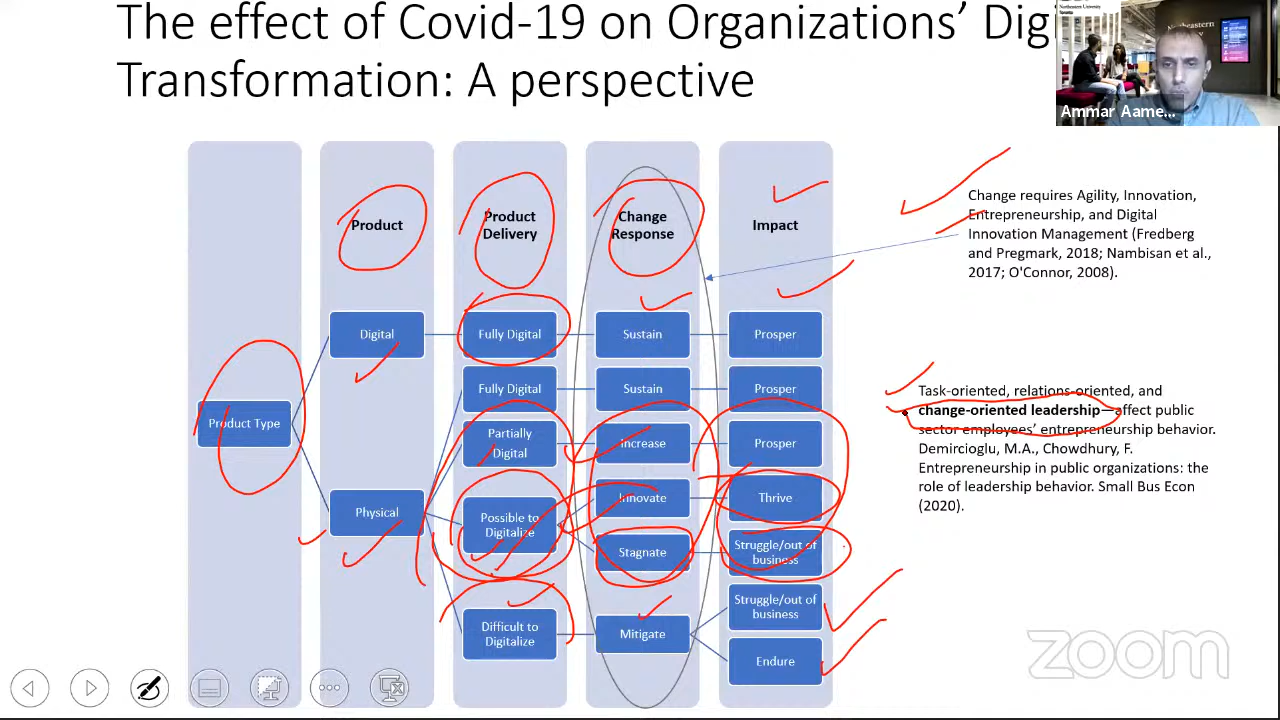 The effect of Covid-19 on Organizations’ Digi
Transformation: A perspective
Northeastern University
Toronto
Northeastern
Ammar Aame...
Product
Product
Delivery
Change
Response
Impact
Change requires Agility, Innovation,
Entrepreneurship, and Digital
Innovation Management (Fredberg
and Pregmark, 2018; Nambisan et al.,
2017; O'Connor, 2008).
Product Type
Digital
Fully Digital
Sustain
Prosper
Fully Digital
Sustain
Prosper
Partially
Digital
Increase
Prosper
Physical
Possible to
Digitalize
Innovate
Thrive
Stagnate
Struggle/out of
business
Difficult to
Digitalize
Mitigate
Struggle/out of
business
Endure
Task-oriented, relations-oriented, and
change-oriented leadership—affect public
sector employees’ entrepreneurship behavior.
Demircioglu, M.A., Chowdhury, F.
Entrepreneurship in public organizations: the
role of leadership behavior. Small Bus Econ
(2020).
zoom